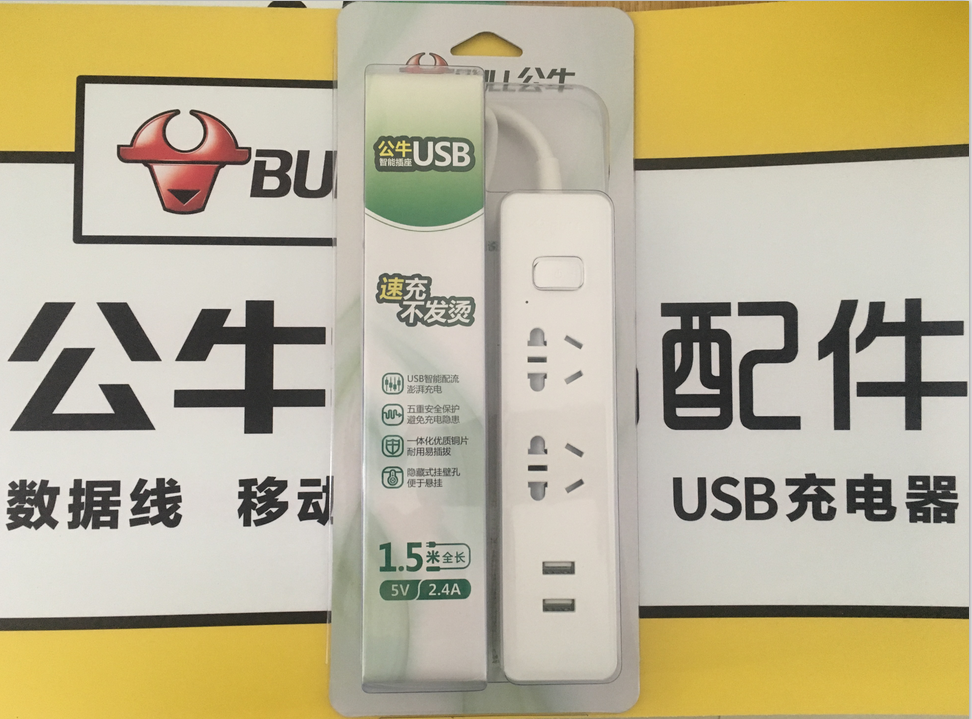 BULL公牛
公牛
智能插座
USB
速充
不发烫
USB智能配流
澎湃充电
五重安全保护
避免充电隐患
一体化优质铜片
耐用易插拔
隐藏式挂壁孔
便于悬挂
1.5米全长
5V 2.4A
BU
公牛
配件
数据线 移动
USB充电器